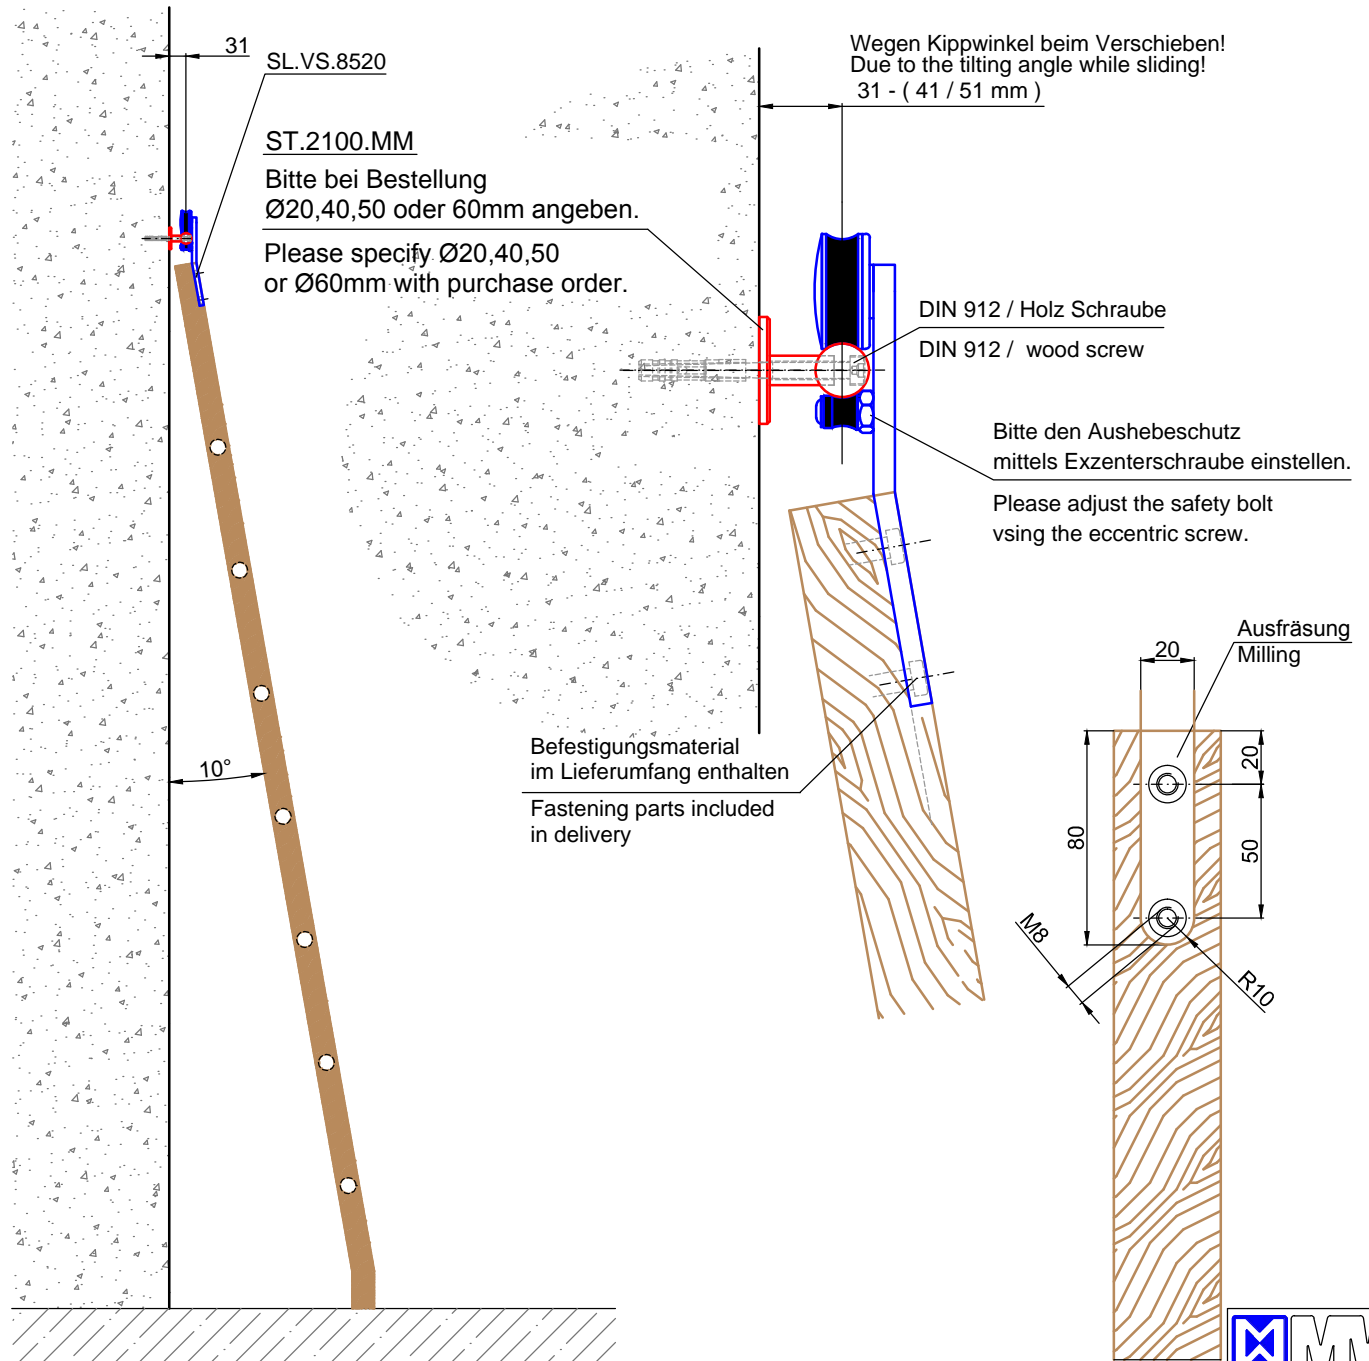 31
SL.VS.8520
ST.2100.MM
Bitte bei Bestellung
Ø20,40,50 oder 60mm angeben.
Please specify Ø20,40,50
or Ø60mm with purchase order.
Wegen Kippwinkel beim Verschieben!
Due to the tilting angle while sliding!
31 - ( 41 / 51 mm )
DIN 912 / Holz Schraube
DIN 912 / wood screw
Bitte den Aushebeschutz
mittels Exzenterschraube einstellen.
Please adjust the safety bolt
vsing the eccentric screw.
Befestigungsmaterial
im Lieferumfang enthalten
Fastening parts included
in delivery
10°
Ausfräsung
Milling
20
20
80
50
M8
R10